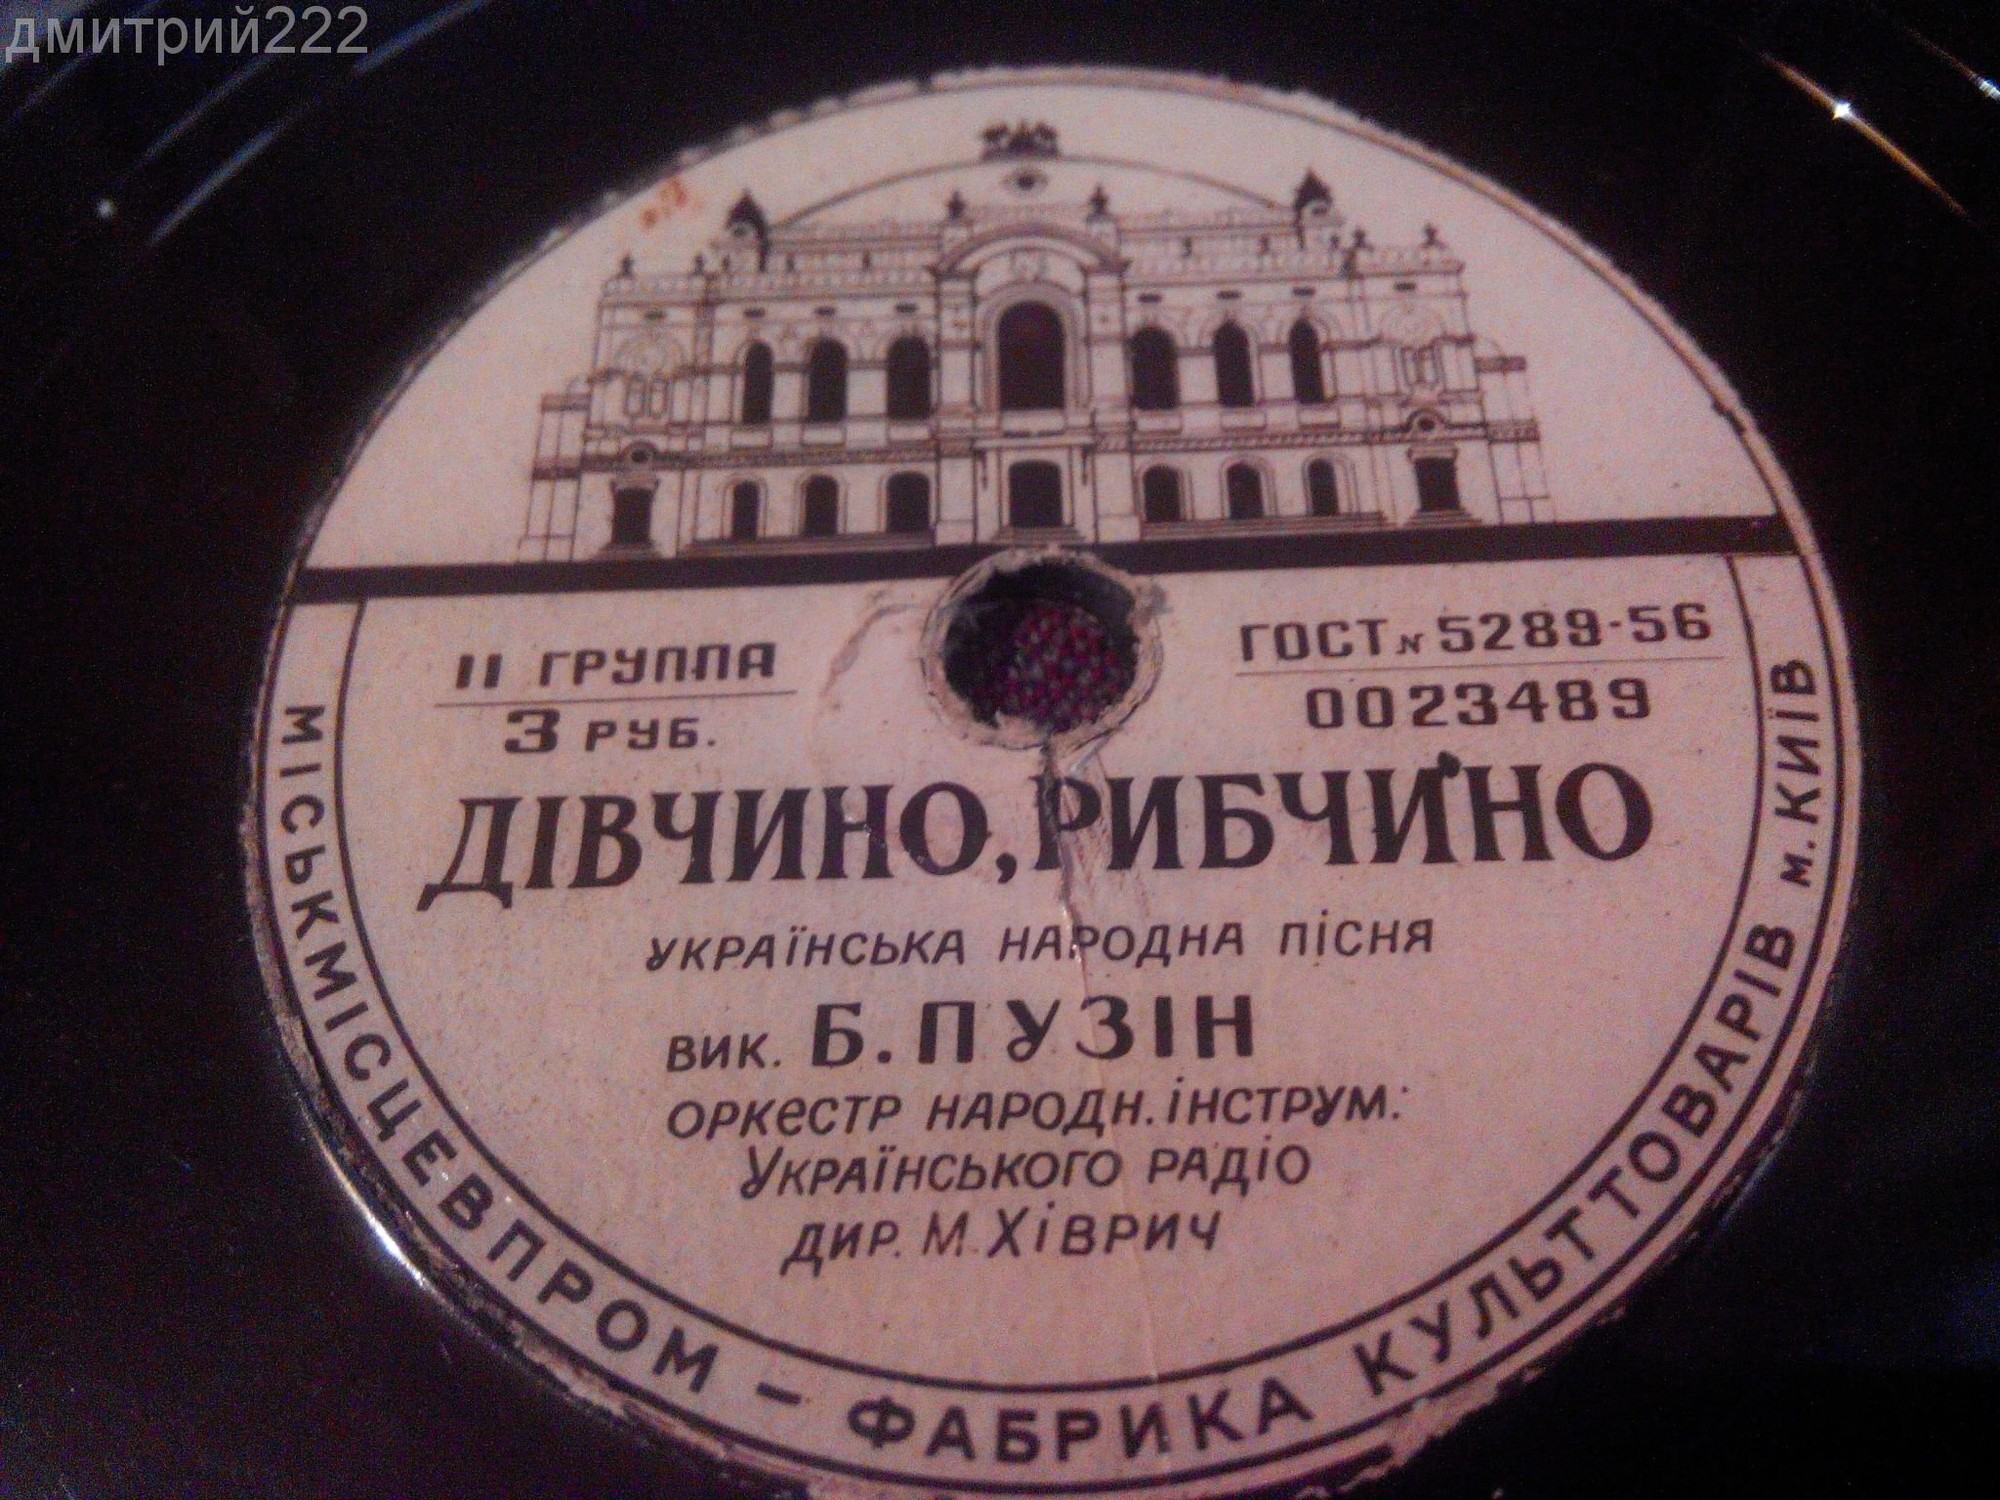 дмитрий222
II ГРУППА
3 РУБ.
ГОСТ N 5289-56
0023489
ДІВЧИНО, РИБЧИНО
УКРАЇНСЬКА НАРОДНА ПІСНЯ
ВИК. Б. ПУЗІН
ОРКЕСТР НАРОДН. ІНСТРУМ.
УКРАЇНСЬКОГО РАДІО
ДИР. М. ХІВРИЧ
МІСЬКМІСЦЕВПРОМ – ФАБРИКА КУЛЬТТОВАРІВ м. КИЇВ